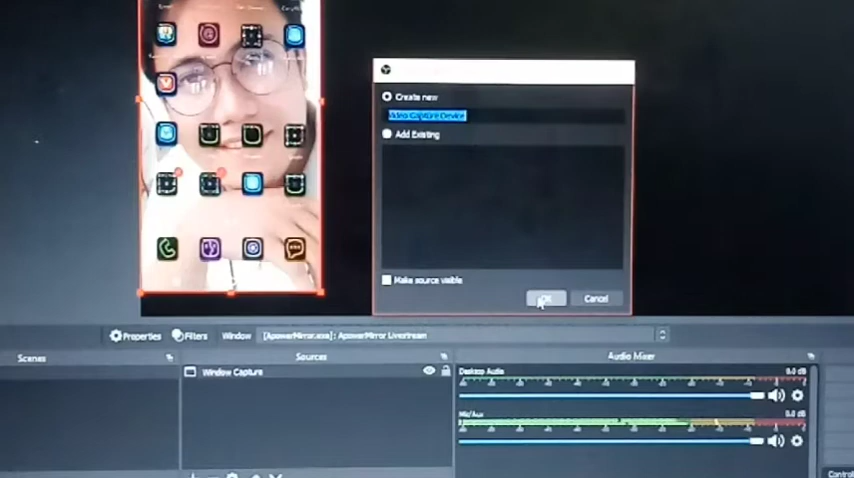 Create new
Video Capture Device
Add Existing
Make source visible
OK
Cancel
Properties
Filters
Window
[ApowerMirror.exe]: ApowerMirror Livestream
Scenes
Sources
Audio Mixer
Window Capture
Desktop Audio
0.0 dB
Mic/Aux
0.0 dB
Control